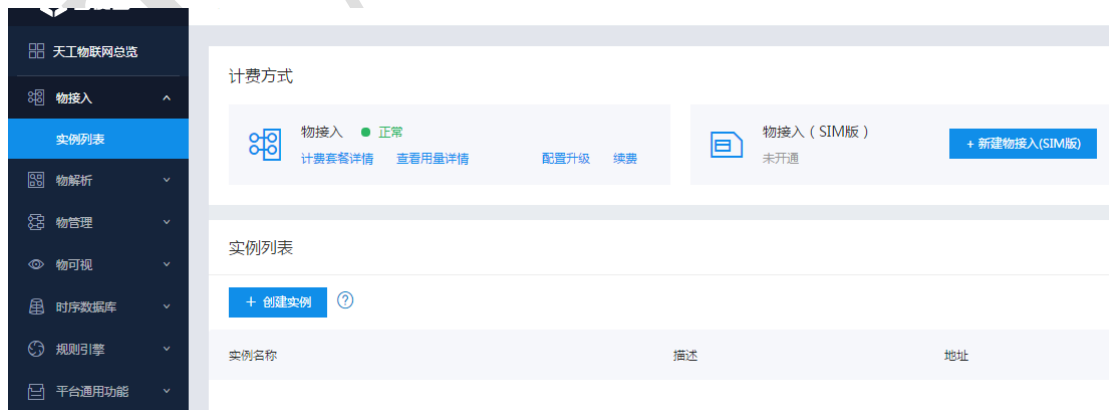 天工物联网总览
物接入
实例列表
物解析
物管理
物可视
时序数据库
规则引擎
平台通用功能
计费方式
物接入 正常
计费套餐详情 查看用量详情 配置升级 续费
物接入（SIM版）
未开通
+ 新建物接入(SIM版)
实例列表
+ 创建实例 ?
实例名称 描述 地址